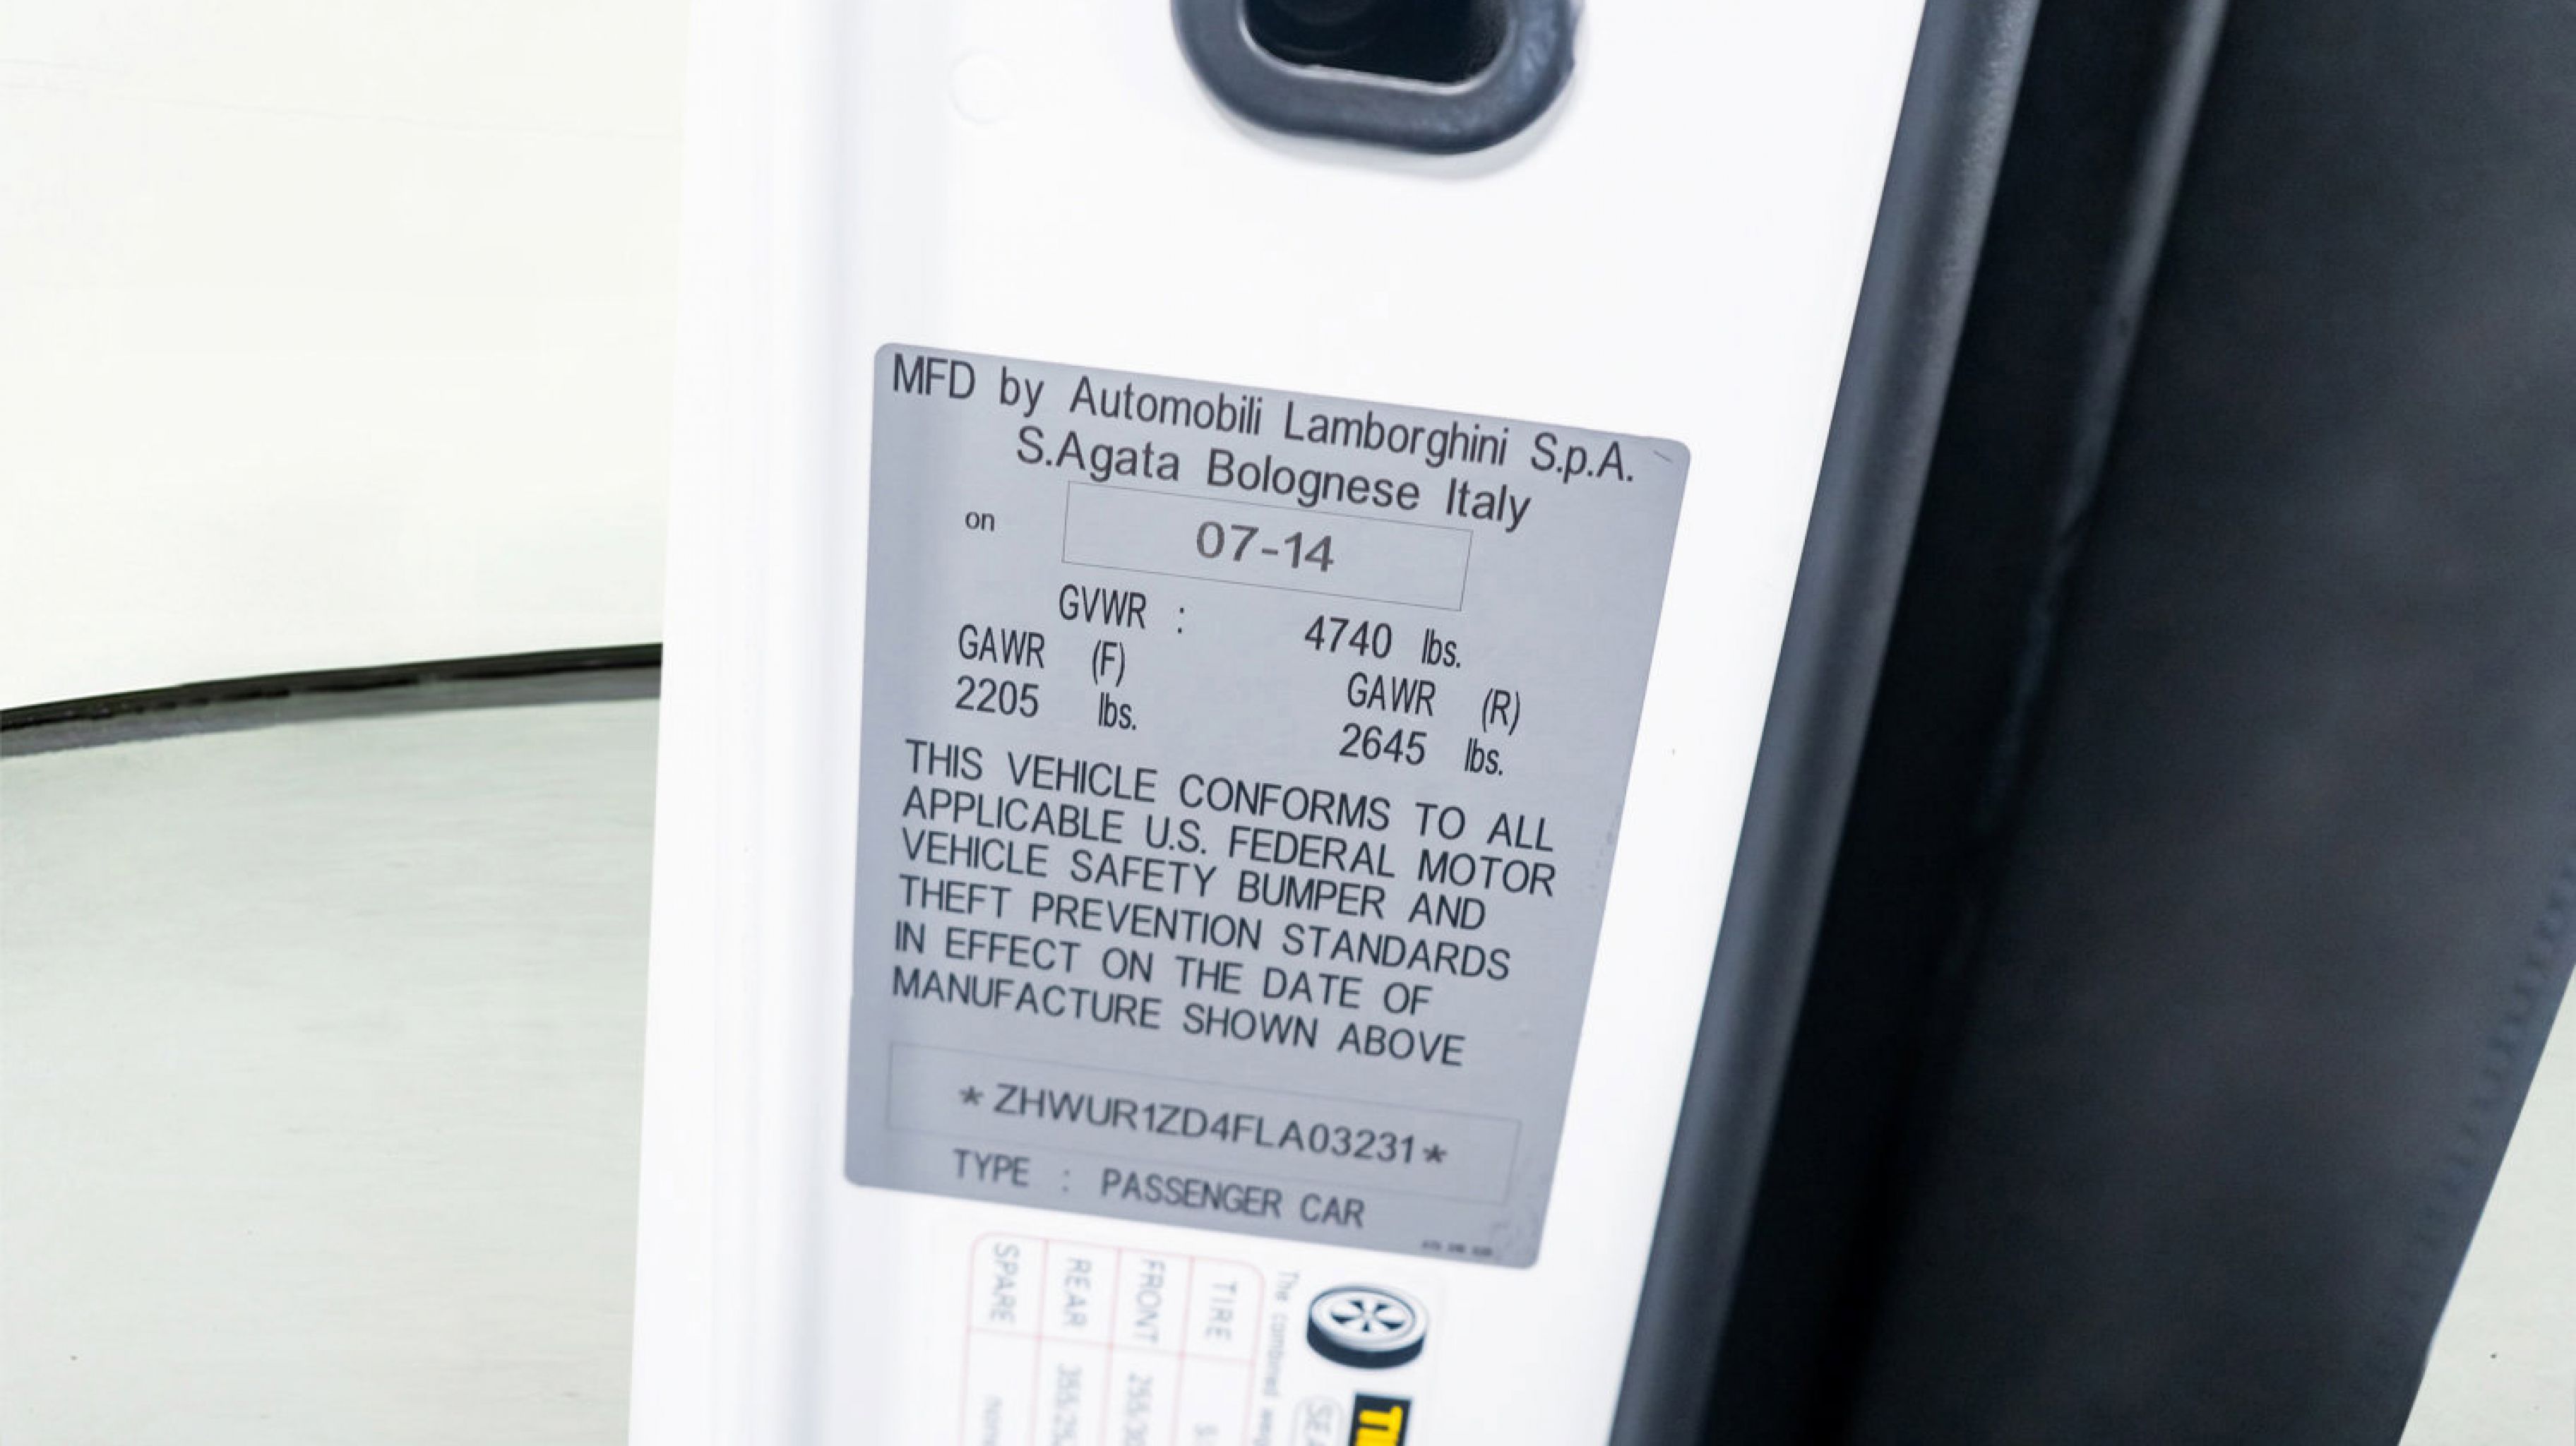 MFD by Automobili Lamborghini S.p.A.
S.Agata Bolognese Italy
on 07-14
GVWR : 4740 lbs.
GAWR (F) GAWR (R)
2205 lbs. 2645 lbs.
THIS VEHICLE CONFORMS TO ALL
APPLICABLE U.S. FEDERAL MOTOR
VEHICLE SAFETY BUMPER AND
THEFT PREVENTION STANDARDS
IN EFFECT ON THE DATE OF
MANUFACTURE SHOWN ABOVE
*ZHWUR1ZD4FLA03231*
TYPE : PASSENGER CAR
The combined
TIRE
FRONT
REAR
SPARE